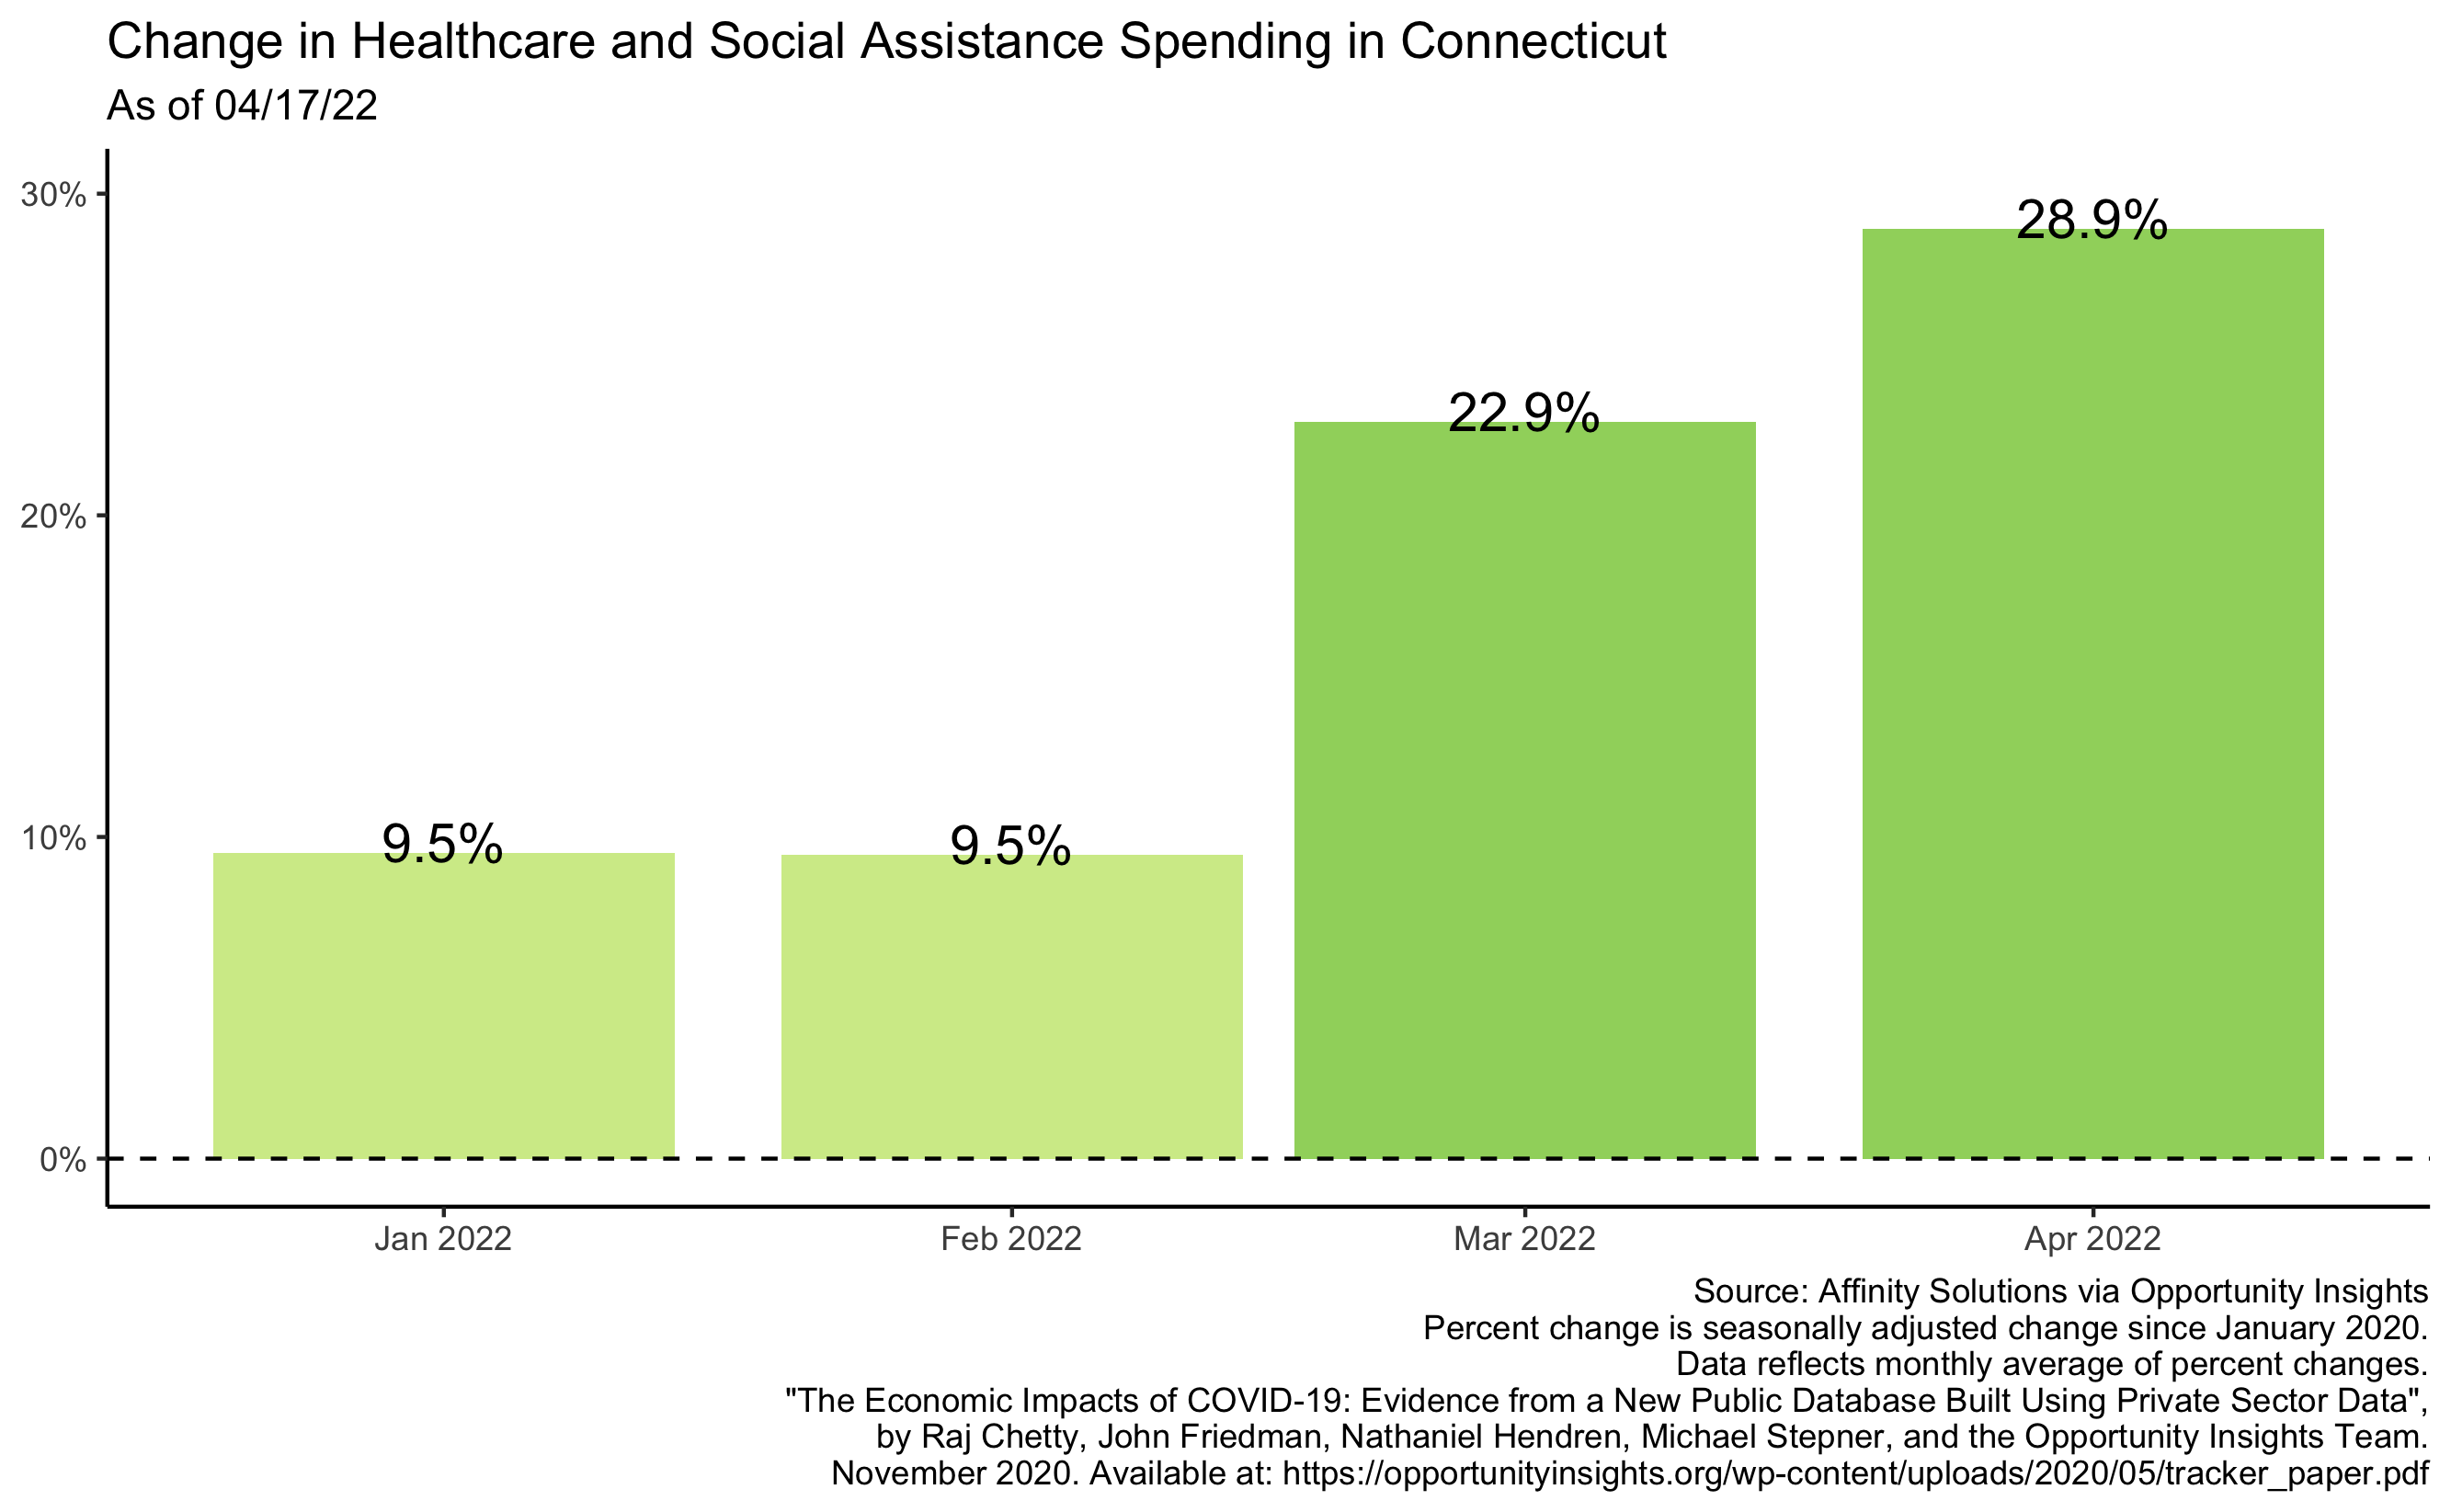 Change in Healthcare and Social Assistance Spending in Connecticut
As of 04/17/22
30%
20%
10%
0%
9.5%
9.5%
22.9%
28.9%
Jan 2022
Feb 2022
Mar 2022
Apr 2022
Source: Affinity Solutions via Opportunity Insights
Percent change is seasonally adjusted change since January 2020.
Data reflects monthly average of percent changes.
"The Economic Impacts of COVID-19: Evidence from a New Public Database Built Using Private Sector Data",
by Raj Chetty, John Friedman, Nathaniel Hendren, Michael Stepner, and the Opportunity Insights Team.
November 2020. Available at: https://opportunityinsights.org/wp-content/uploads/2020/05/tracker_paper.pdf